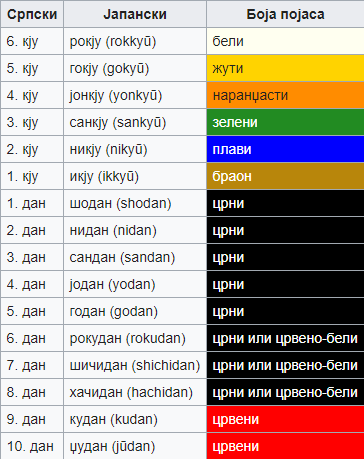 Српски Јапански Боја појаса
6. кју рокју (rokkyū) бели
5. кју гокју (gokyū) жути
4. кју јонкју (yonkyū) наранџасти
3. кју санкју (sankyū) зелени
2. кју никју (nikyū) плави
1. кју икју (ikkyū) браон
1. дан шодан (shodan) црни
2. дан нидан (nidan) црни
3. дан сандан (sandan) црни
4. дан јодан (yodan) црни
5. дан годан (godan) црни
6. дан рокудан (rokudan) црни или црвено-бели
7. дан шичидан (shichidan) црни или црвено-бели
8. дан хачидан (hachidan) црни или црвено-бели
9. дан кудан (kudan) црвени
10. дан џудан (jūdan) црвени